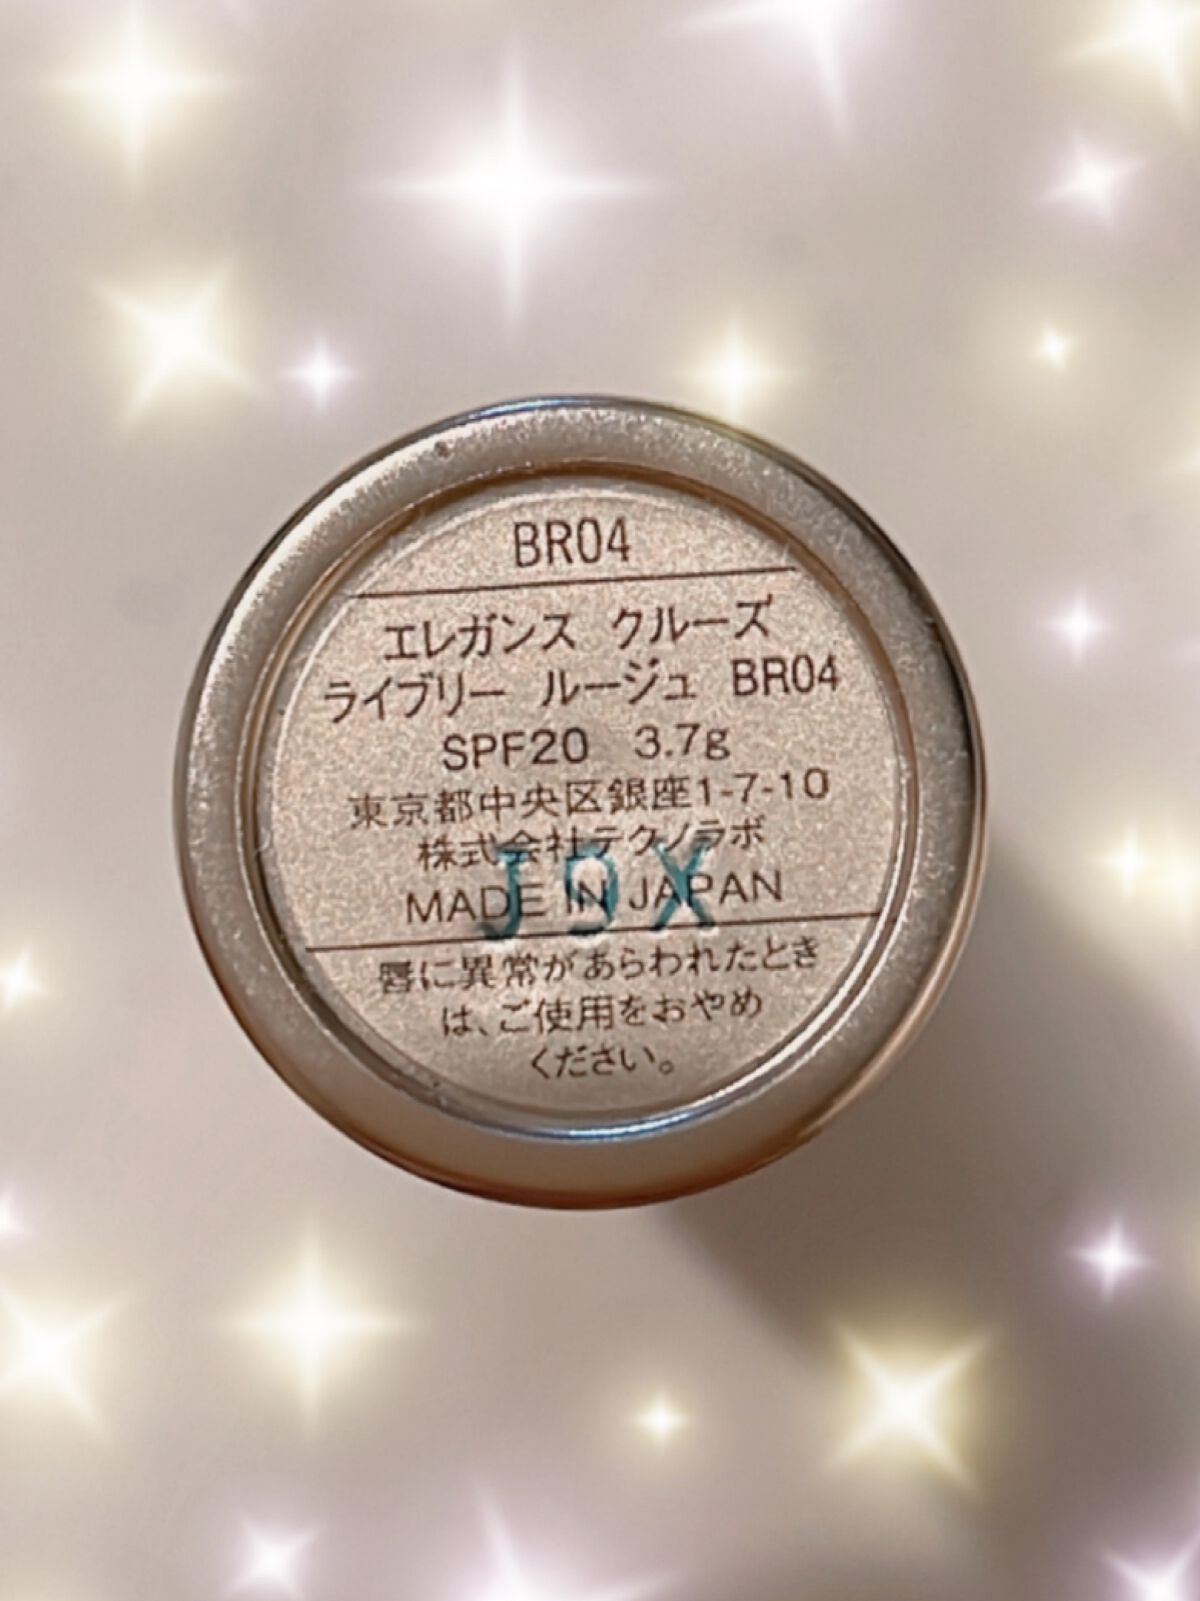 BR04
エレガンス クルーズ
ライブリー ルージュ BR04
SPF20 3.7g
東京都中央区銀座1-7-10
株式会社テクノラボ
J9X
MADE IN JAPAN
唇に異常があらわれたとき
は、ご使用をおやめ
ください。